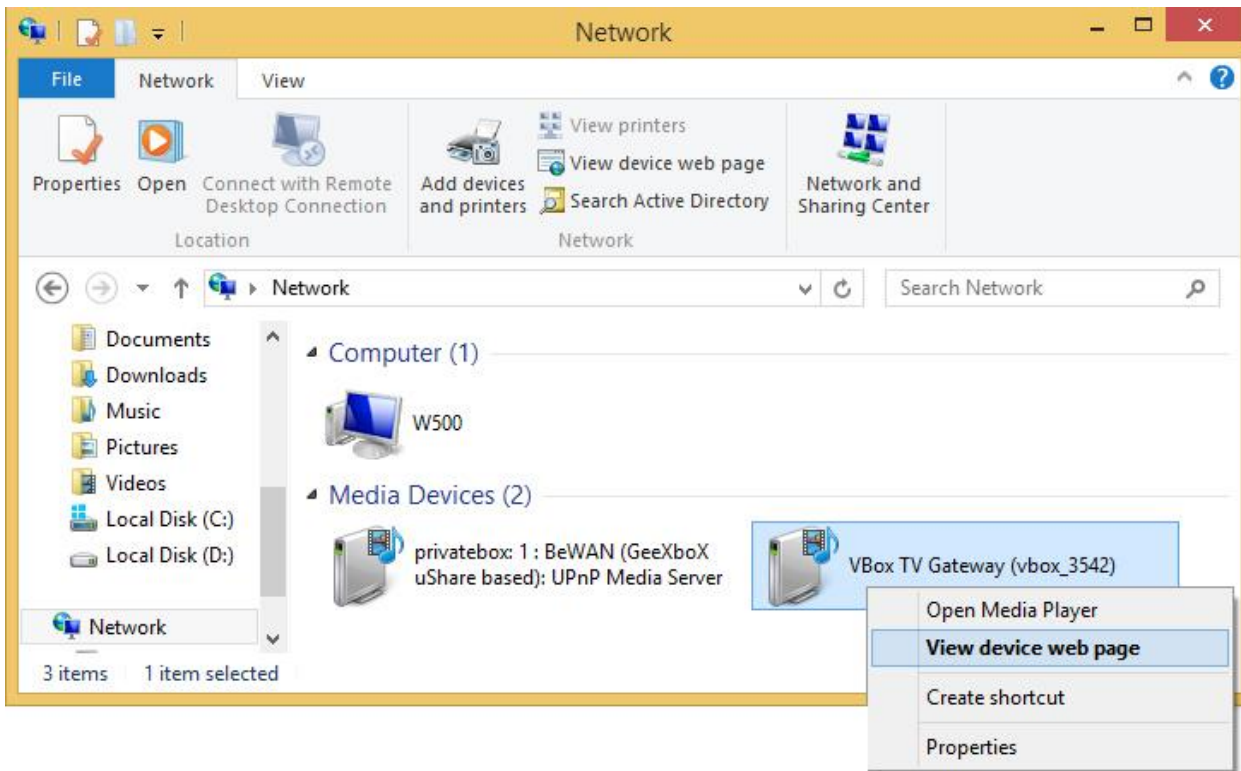 Network
File Network View
Properties
Open
Connect with Remote
Desktop Connection
Location
Add devices
and printers
View printers
View device web page
Search Active Directory
Network
Network and
Sharing Center
Network
Search Network
Documents
Downloads
Music
Pictures
Videos
Local Disk (C:)
Local Disk (D:)
Network
Computer (1)
W500
Media Devices (2)
privatebox: 1 : BeWAN (GeeXboX
uShare based): UPnP Media Server
VBox TV Gateway (vbox_3542)
Open Media Player
View device web page
Create shortcut
Properties
3 items 1 item selected